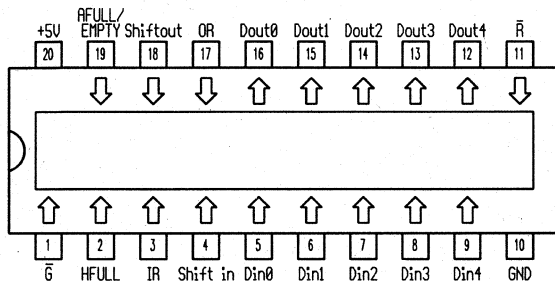 AFULL/
+5V EMPTY Shiftout OR Dout0 Dout1 Dout2 Dout3 Dout4 R̅
20 19 18 17 16 15 14 13 12 11
1 2 3 4 5 6 7 8 9 10
G̅ HFULL IR Shift in Din0 Din1 Din2 Din3 Din4 GND